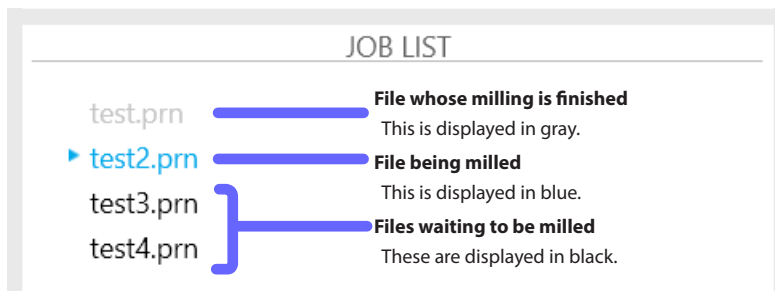 JOB LIST
test.prn
File whose milling is finished
This is displayed in gray.
test2.prn
File being milled
This is displayed in blue.
test3.prn
Files waiting to be milled
test4.prn
These are displayed in black.